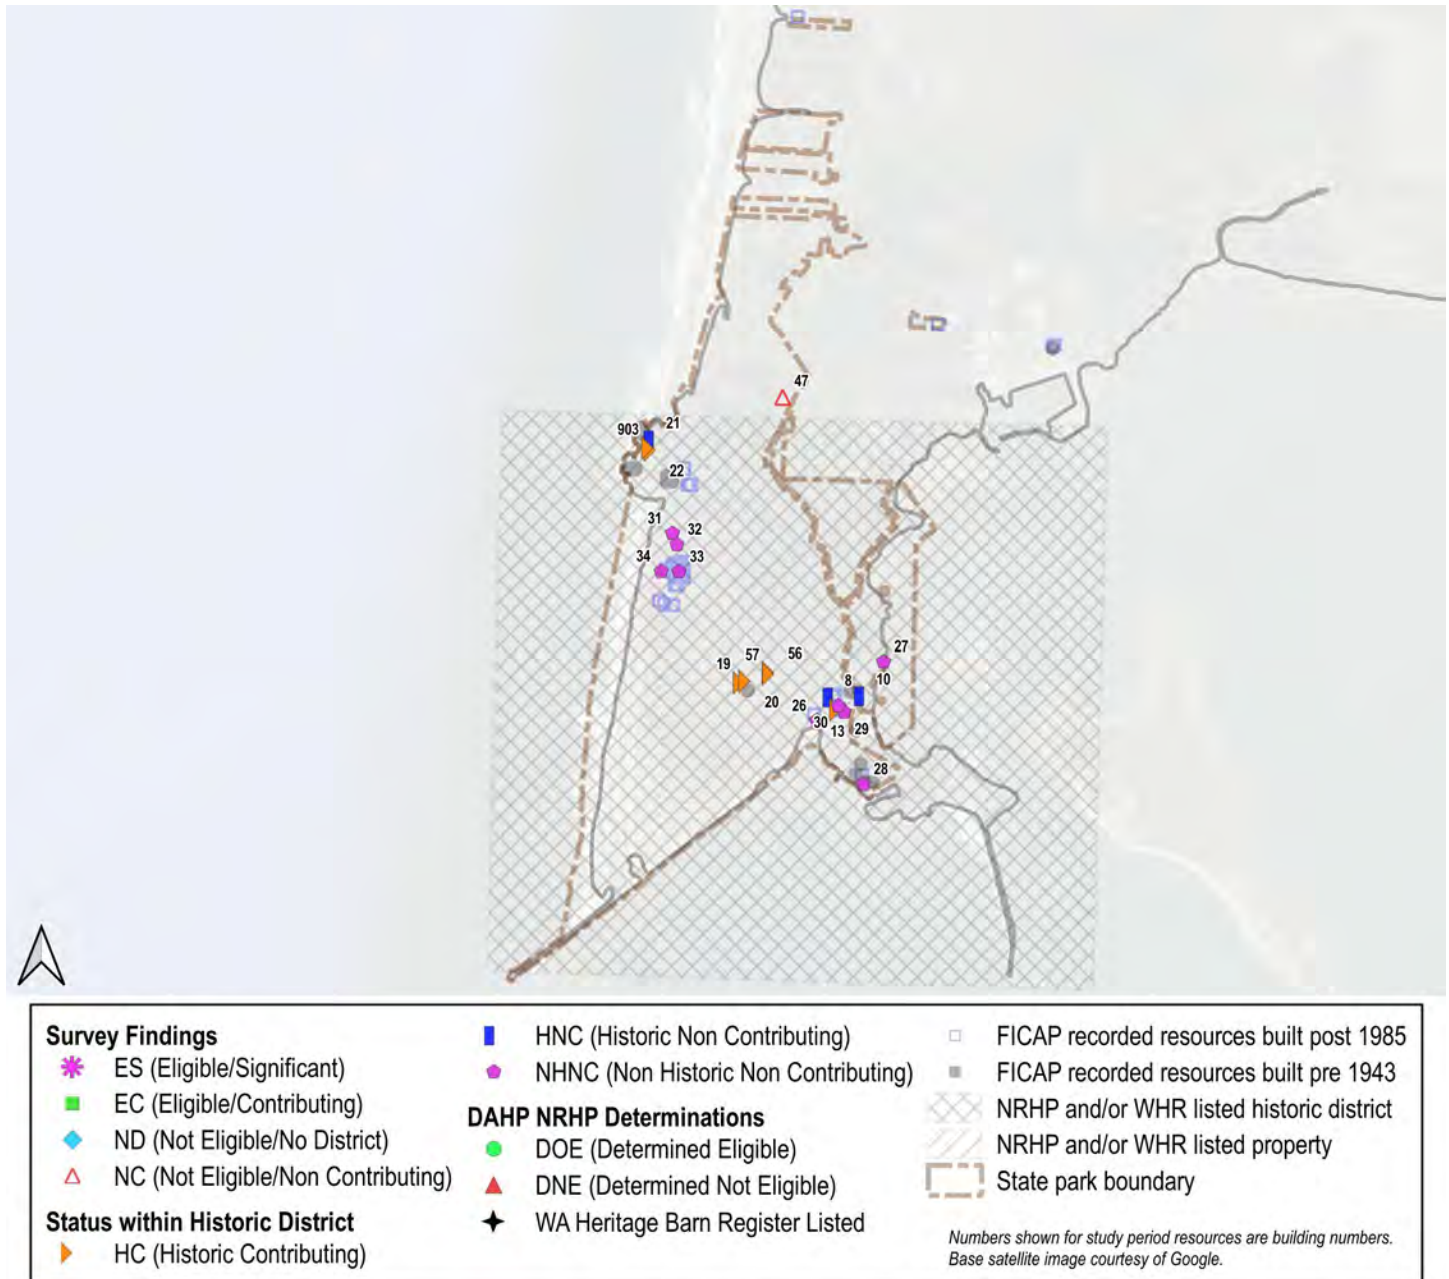 47
21
903
22
31
32
34
33
27
56
57
19
8
10
20
26
30
13
29
28
Survey Findings
ES (Eligible/Significant)
EC (Eligible/Contributing)
ND (Not Eligible/No District)
NC (Not Eligible/Non Contributing)
Status within Historic District
HC (Historic Contributing)
HNC (Historic Non Contributing)
NHNC (Non Historic Non Contributing)
DAHP NRHP Determinations
DOE (Determined Eligible)
DNE (Determined Not Eligible)
WA Heritage Barn Register Listed
FICAP recorded resources built post 1985
FICAP recorded resources built pre 1943
NRHP and/or WHR listed historic district
NRHP and/or WHR listed property
State park boundary
Numbers shown for study period resources are building numbers.
Base satellite image courtesy of Google.